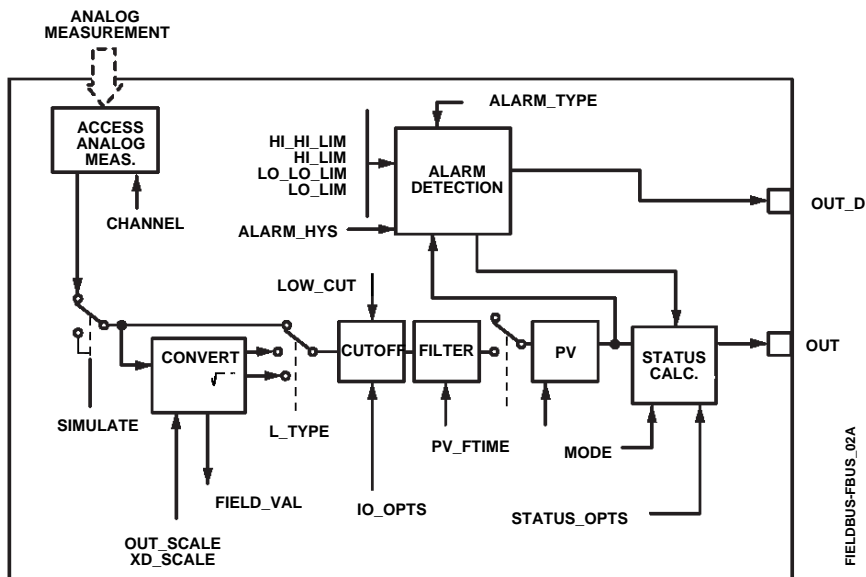 ANALOG
MEASUREMENT
ACCESS
ANALOG
MEAS.
CHANNEL
ALARM_TYPE
HI_HI_LIM
HI_LIM
LO_LO_LIM
LO_LIM
ALARM
DETECTION
ALARM_HYS
OUT_D
LOW_CUT
CONVERT
CUTOFF
FILTER
PV
STATUS
CALC.
OUT
SIMULATE
L_TYPE
PV_FTIME
MODE
FIELD_VAL
IO_OPTS
STATUS_OPTS
OUT_SCALE
XD_SCALE
FIELDBUS-FBUS_02A